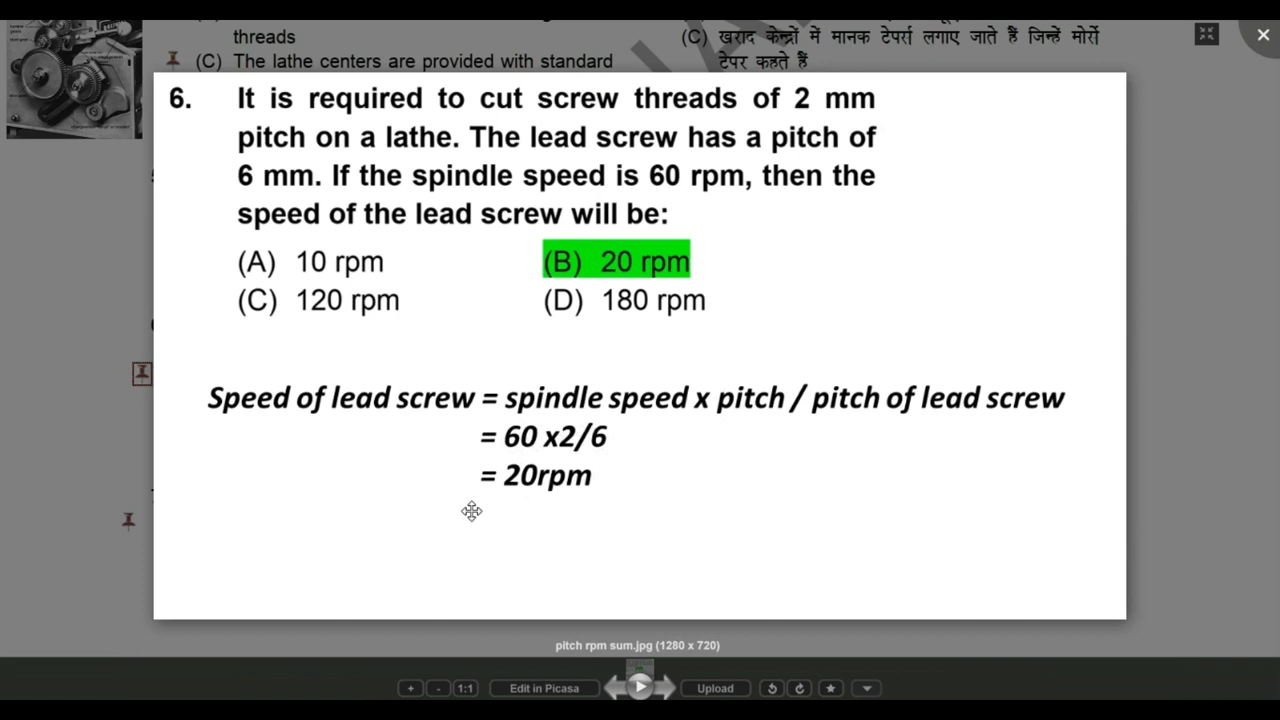 threads
(C) The lathe centers are provided with standard
(C) खराद केन्द्रों में मानक टेपर्स लगाए जाते हैं जिन्हें मोर्रे
टेपर कहते हैं
6. It is required to cut screw threads of 2 mm
pitch on a lathe. The lead screw has a pitch of
6 mm. If the spindle speed is 60 rpm, then the
speed of the lead screw will be:
(A) 10 rpm (B) 20 rpm
(C) 120 rpm (D) 180 rpm
Speed of lead screw = spindle speed x pitch / pitch of lead screw
= 60 x2/6
= 20rpm
pitch rpm sum.jpg (1280 x 720)
+ - 1:1 Edit in Picasa Upload